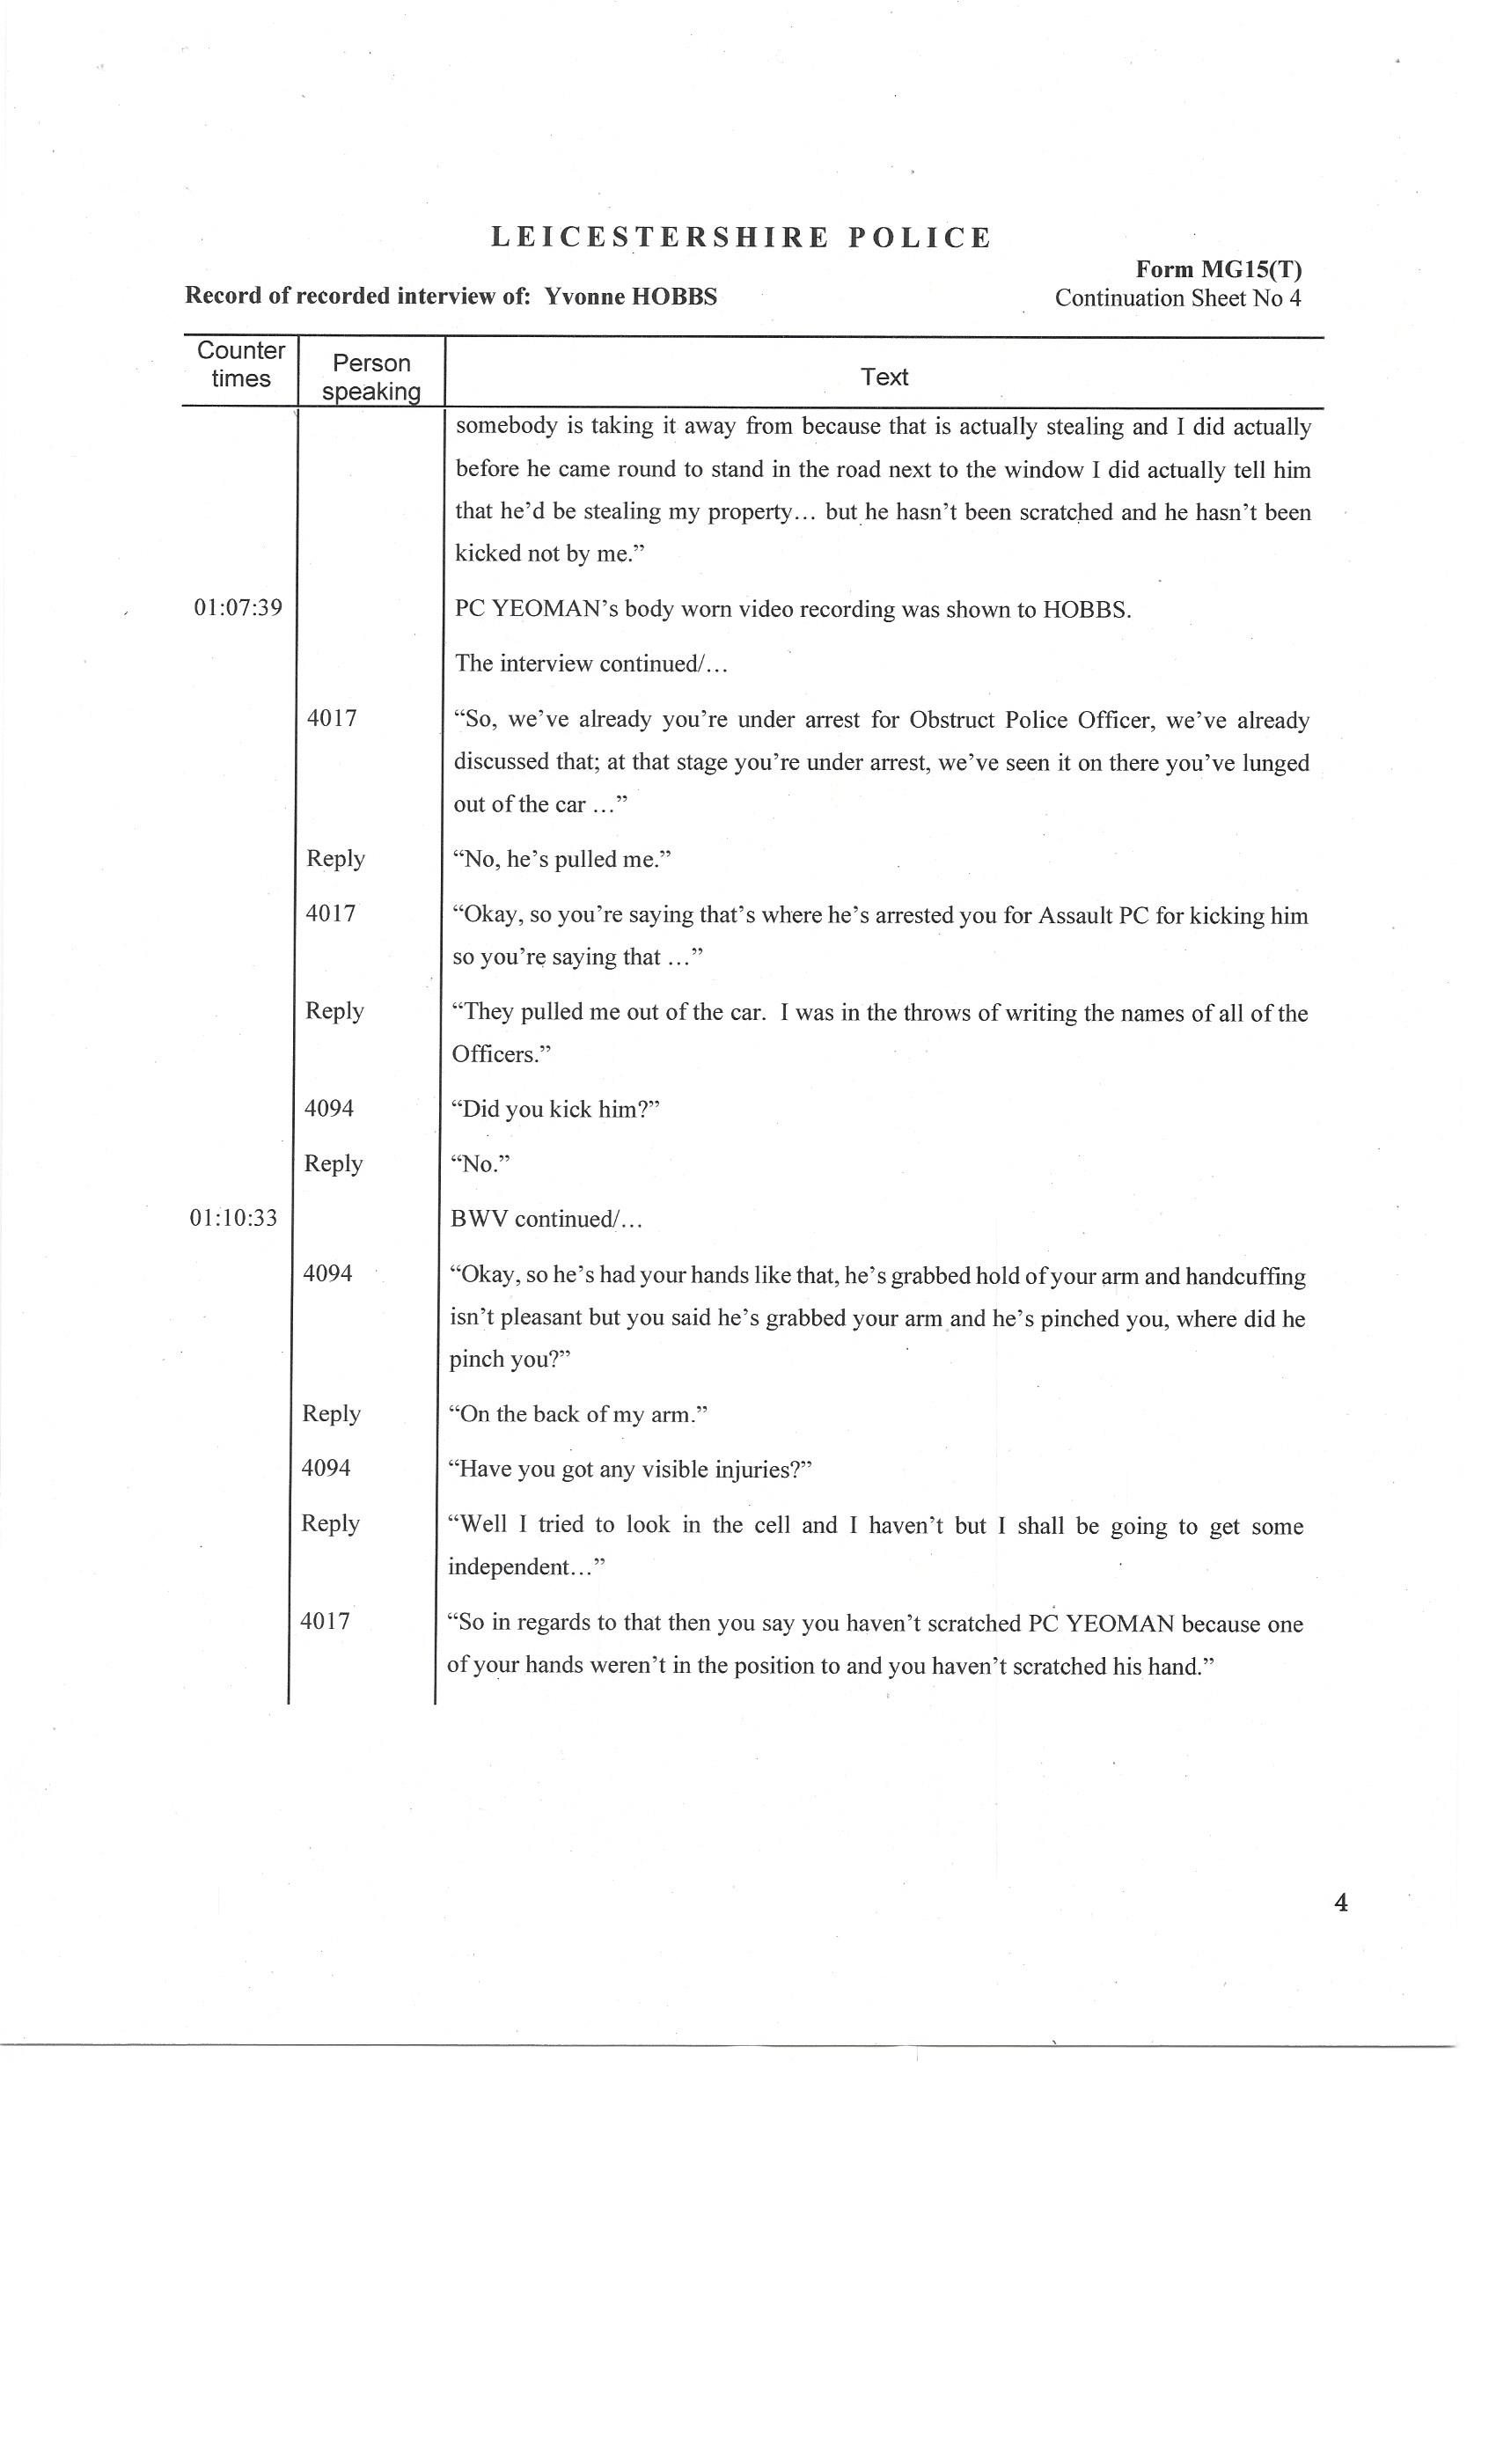 LEICESTERSHIRE POLICE
Form MG15(T)
Record of recorded interview of: Yvonne HOBBS
Continuation Sheet No 4
Counter times
Person speaking
Text
somebody is taking it away from because that is actually stealing and I did actually
before he came round to stand in the road next to the window I did actually tell him
that he’d be stealing my property… but he hasn’t been scratched and he hasn’t been
kicked not by me.”
01:07:39 PC YEOMAN’s body worn video recording was shown to HOBBS.
The interview continued/…
4017 “So, we’ve already you’re under arrest for Obstruct Police Officer, we’ve already
discussed that; at that stage you’re under arrest, we’ve seen it on there you’ve lunged
out of the car …”
Reply “No, he’s pulled me.”
4017 “Okay, so you’re saying that’s where he’s arrested you for Assault PC for kicking him
so you’re saying that …”
Reply “They pulled me out of the car. I was in the throws of writing the names of all of the
Officers.”
4094 “Did you kick him?”
Reply “No.”
01:10:33 BWV continued/…
4094 “Okay, so he’s had your hands like that, he’s grabbed hold of your arm and handcuffing
isn’t pleasant but you said he’s grabbed your arm and he’s pinched you, where did he
pinch you?”
Reply “On the back of my arm.”
4094 “Have you got any visible injuries?”
Reply “Well I tried to look in the cell and I haven’t but I shall be going to get some
independent…”
4017 “So in regards to that then you say you haven’t scratched PC YEOMAN because one
of your hands weren’t in the position to and you haven’t scratched his hand.”
4